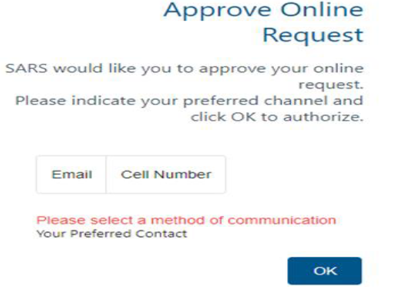 Approve Online
Request
SARS would like you to approve your online
request.
Please indicate your preferred channel and
click OK to authorize.
Email Cell Number
Please select a method of communication
Your Preferred Contact
OK